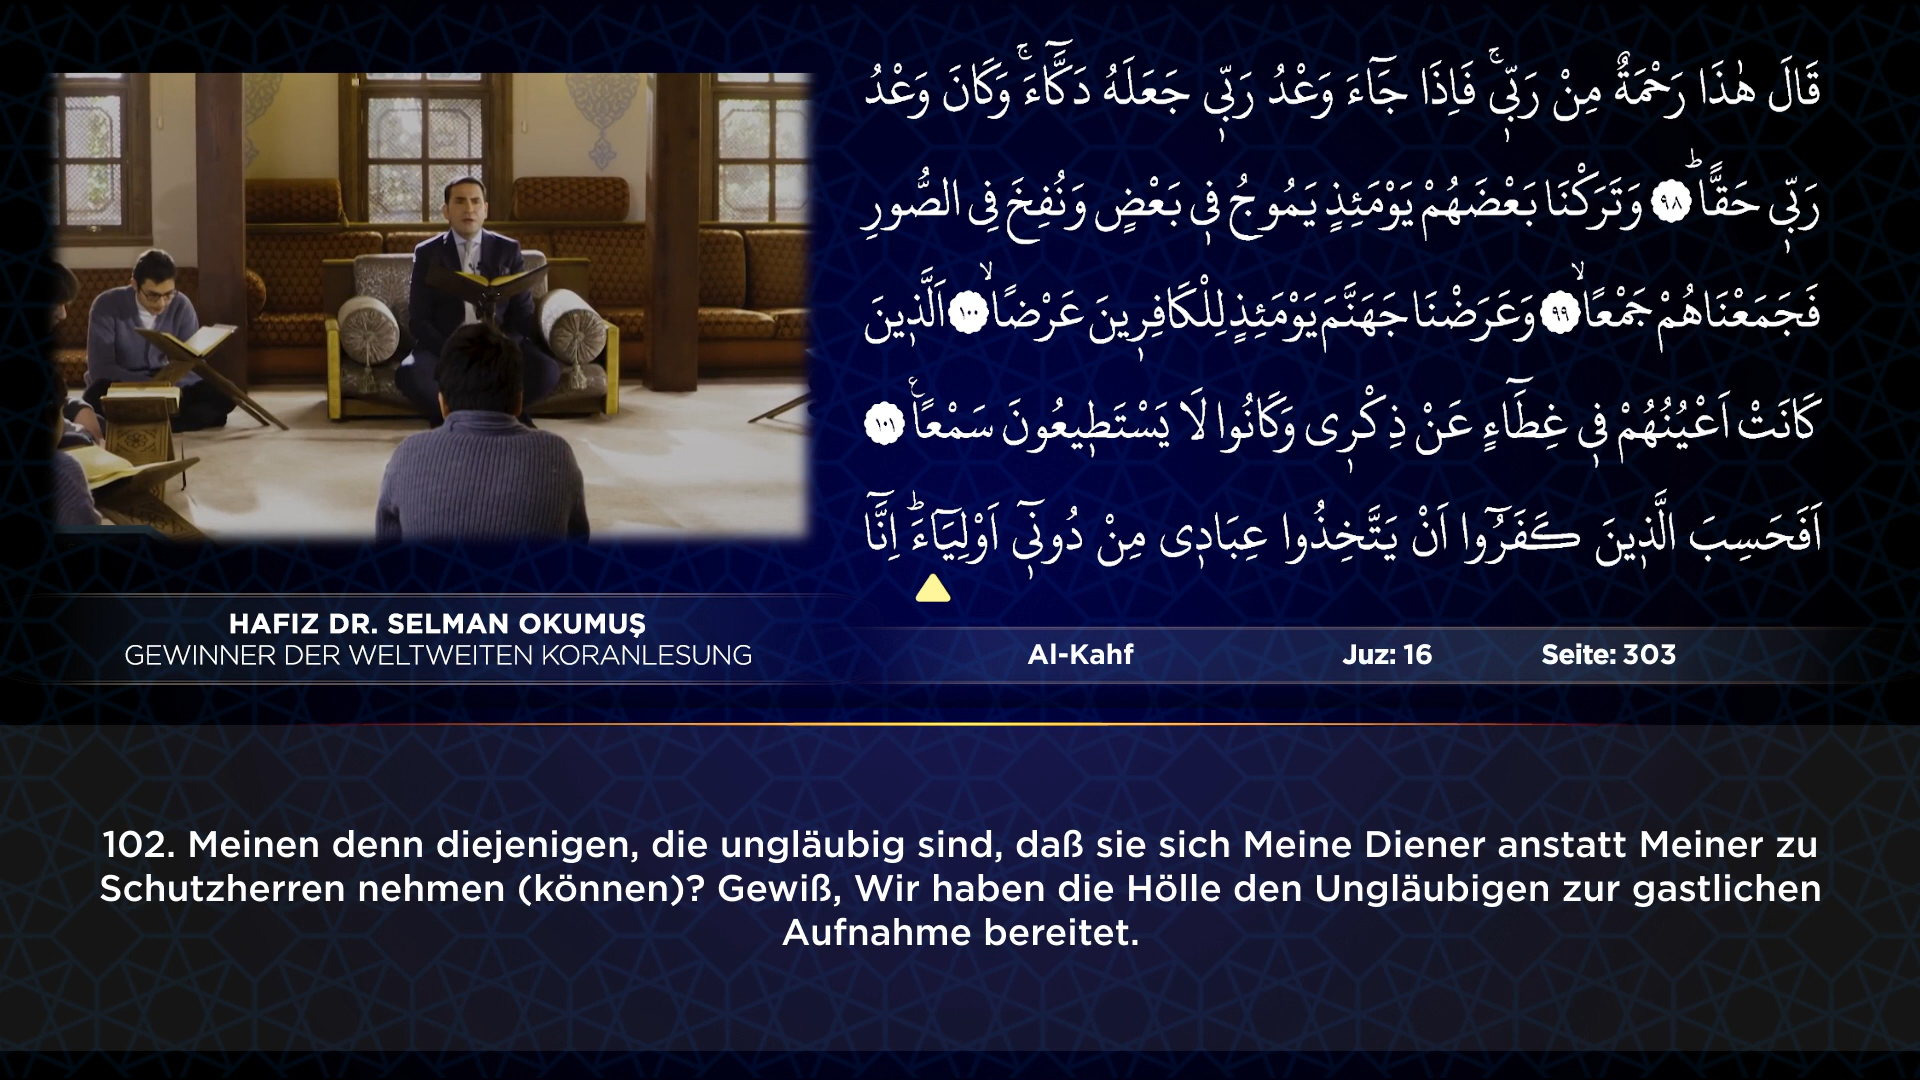 قَالَ هٰذَا رَحْمَةٌ مِنْ رَبّ۪يۚ فَاِذَا جَٓاءَ وَعْدُ رَبّ۪ي جَعَلَهُ دَكَّٓاءَۚ وَكَانَ وَعْدُ
رَبّ۪ي حَقًّاۜ ٩٨ وَتَرَكْنَا بَعْضَهُمْ يَوْمَئِذٍ يَمُوجُ ف۪ي بَعْضٍ وَنُفِخَ فِي الصُّورِ
فَجَمَعْنَاهُمْ جَمْعًاۙ ٩٩ وَعَرَضْنَا جَهَنَّمَ يَوْمَئِذٍ لِلْكَافِر۪ينَ عَرْضًاۙ ١٠٠ اَلَّذ۪ينَ
كَانَتْ اَعْيُنُهُمْ ف۪ي غِطَٓاءٍ عَنْ ذِكْر۪ي وَكَانُوا لَا يَسْتَط۪يعُونَ سَمْعًاࣖ ١٠١
اَفَحَسِبَ الَّذ۪ينَ كَفَرُٓوا اَنْ يَتَّخِذُوا عِبَاد۪ي مِنْ دُون۪ٓي اَوْلِيَٓاءَۜ اِنَّٓا
HAFIZ DR. SELMAN OKUMUŞ
GEWINNER DER WELTWEITEN KORANLESUNG
Al-Kahf Juz: 16 Seite: 303
102. Meinen denn diejenigen, die ungläubig sind, daß sie sich Meine Diener anstatt Meiner zu
Schutzherren nehmen (können)? Gewiß, Wir haben die Hölle den Ungläubigen zur gastlichen
Aufnahme bereitet.